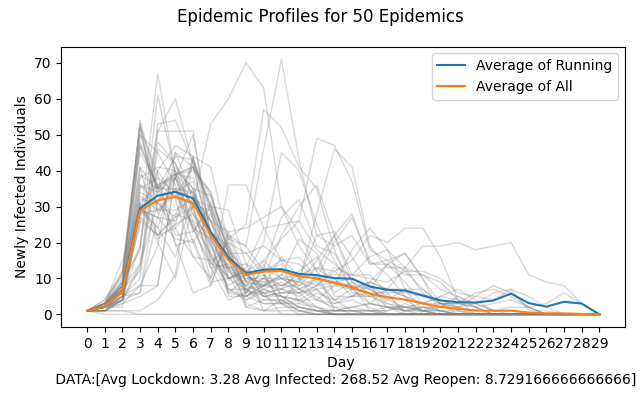 Epidemic Profiles for 50 Epidemics
Average of Running
Average of All
Newly Infected Individuals
70
60
50
40
30
20
10
0
0 1 2 3 4 5 6 7 8 9 10 11 12 13 14 15 16 17 18 19 20 21 22 23 24 25 26 27 28 29
Day
DATA:[Avg Lockdown: 3.28 Avg Infected: 268.52 Avg Reopen: 8.729166666666666]